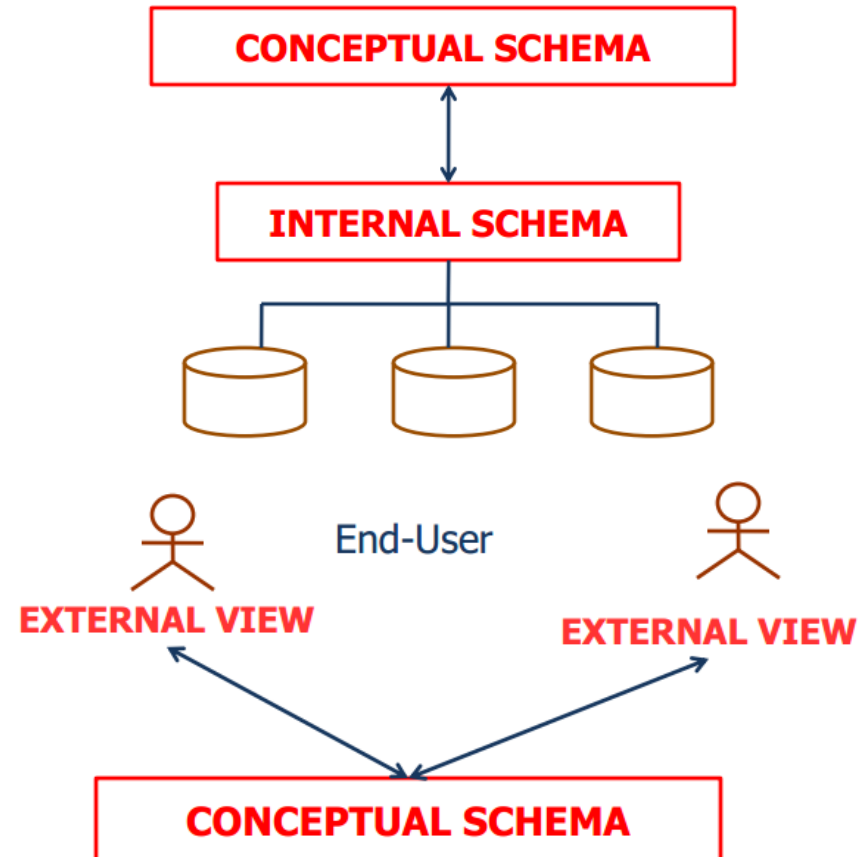 CONCEPTUAL SCHEMA
INTERNAL SCHEMA
End-User
EXTERNAL VIEW
EXTERNAL VIEW
CONCEPTUAL SCHEMA